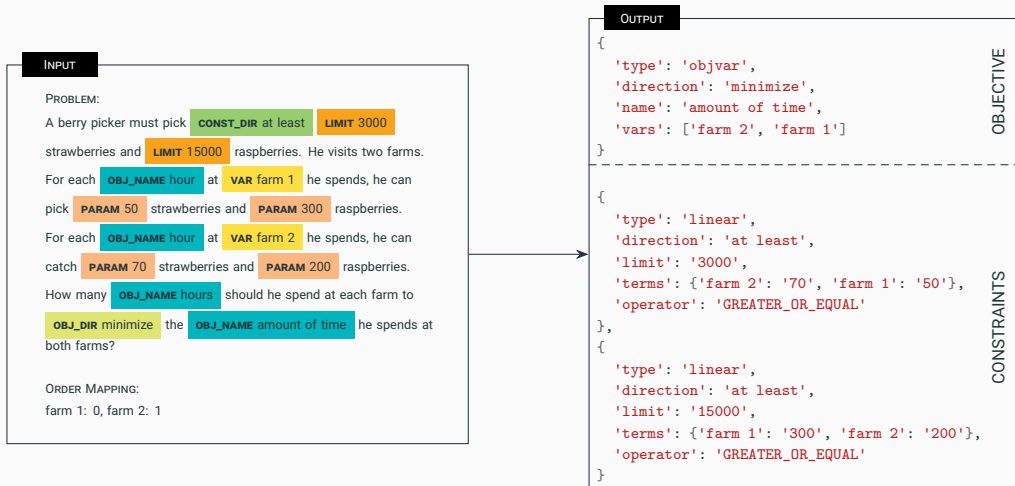 INPUT
PROBLEM:
A berry picker must pick CONST_DIR at least LIMIT 3000
strawberries and LIMIT 15000 raspberries. He visits two farms.
For each OBJ_NAME hour at VAR farm 1 he spends, he can
pick PARAM 50 strawberries and PARAM 300 raspberries.
For each OBJ_NAME hour at VAR farm 2 he spends, he can
catch PARAM 70 strawberries and PARAM 200 raspberries.
How many OBJ_NAME hours should he spend at each farm to
OBJ_DIR minimize the OBJ_NAME amount of time he spends at
both farms?
ORDER MAPPING:
farm 1: 0, farm 2: 1
OUTPUT
{
'type': 'objvar',
'direction': 'minimize',
'name': 'amount of time',
'vars': ['farm 2', 'farm 1']
}
OBJECTIVE
{
'type': 'linear',
'direction': 'at least',
'limit': '3000',
'terms': {'farm 2': '70', 'farm 1': '50'},
'operator': 'GREATER_OR_EQUAL'
},
{
'type': 'linear',
'direction': 'at least',
'limit': '15000',
'terms': {'farm 1': '300', 'farm 2': '200'},
'operator': 'GREATER_OR_EQUAL'
}
CONSTRAINTS